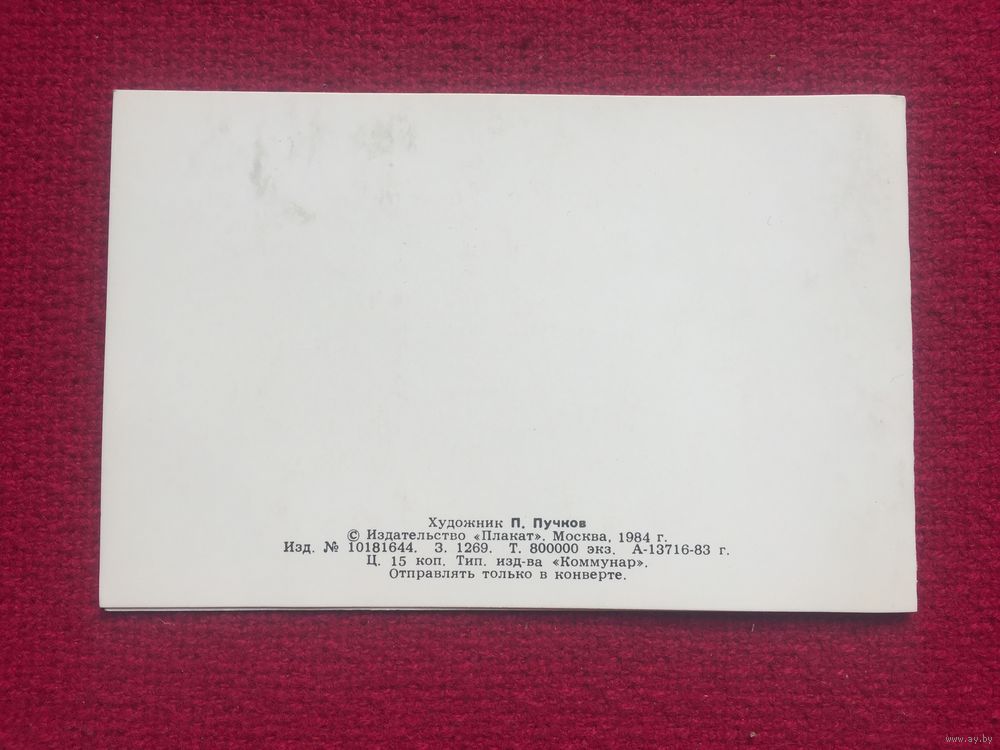 Художник П. Пучков
© Издательство «Плакат». Москва, 1984 г.
Изд. № 10181644. З. 1269. Т. 800000 экз. А-13716-83 г.
Ц. 15 коп. Тип. изд-ва «Коммунар».
Отправлять только в конверте.
www.ay.by